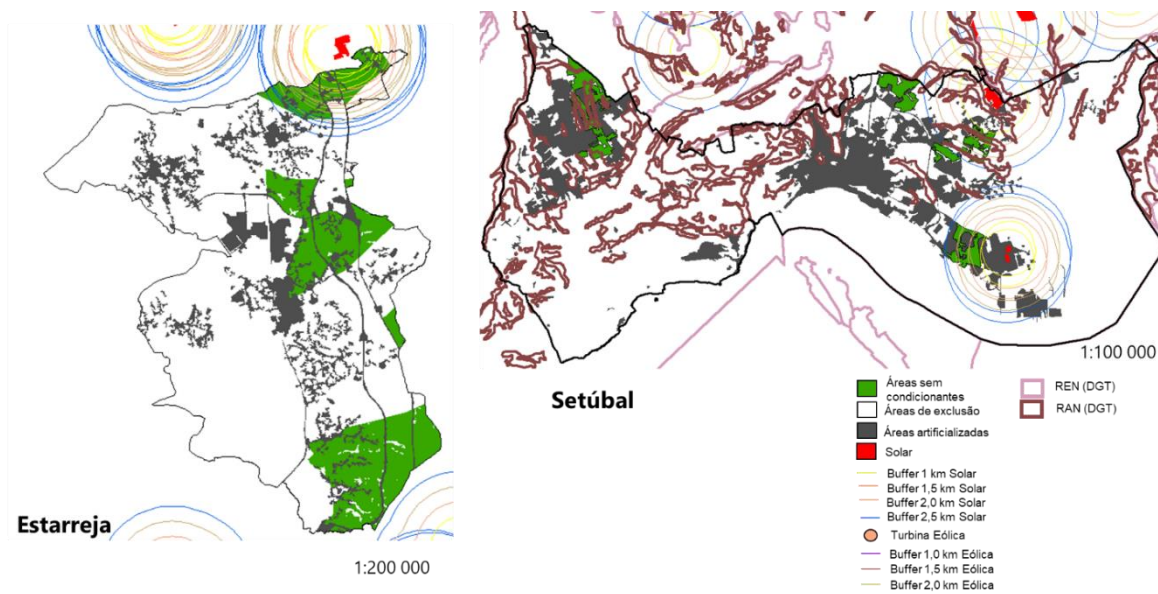 Estarreja
1:200 000
Setúbal
1:100 000
Áreas sem
condicionantes
Áreas de exclusão
Áreas artificializadas
Solar
Buffer 1 km Solar
Buffer 1,5 km Solar
Buffer 2,0 km Solar
Buffer 2,5 km Solar
Turbina Eólica
Buffer 1,0 km Eólica
Buffer 1,5 km Eólica
Buffer 2,0 km Eólica
REN (DGT)
RAN (DGT)